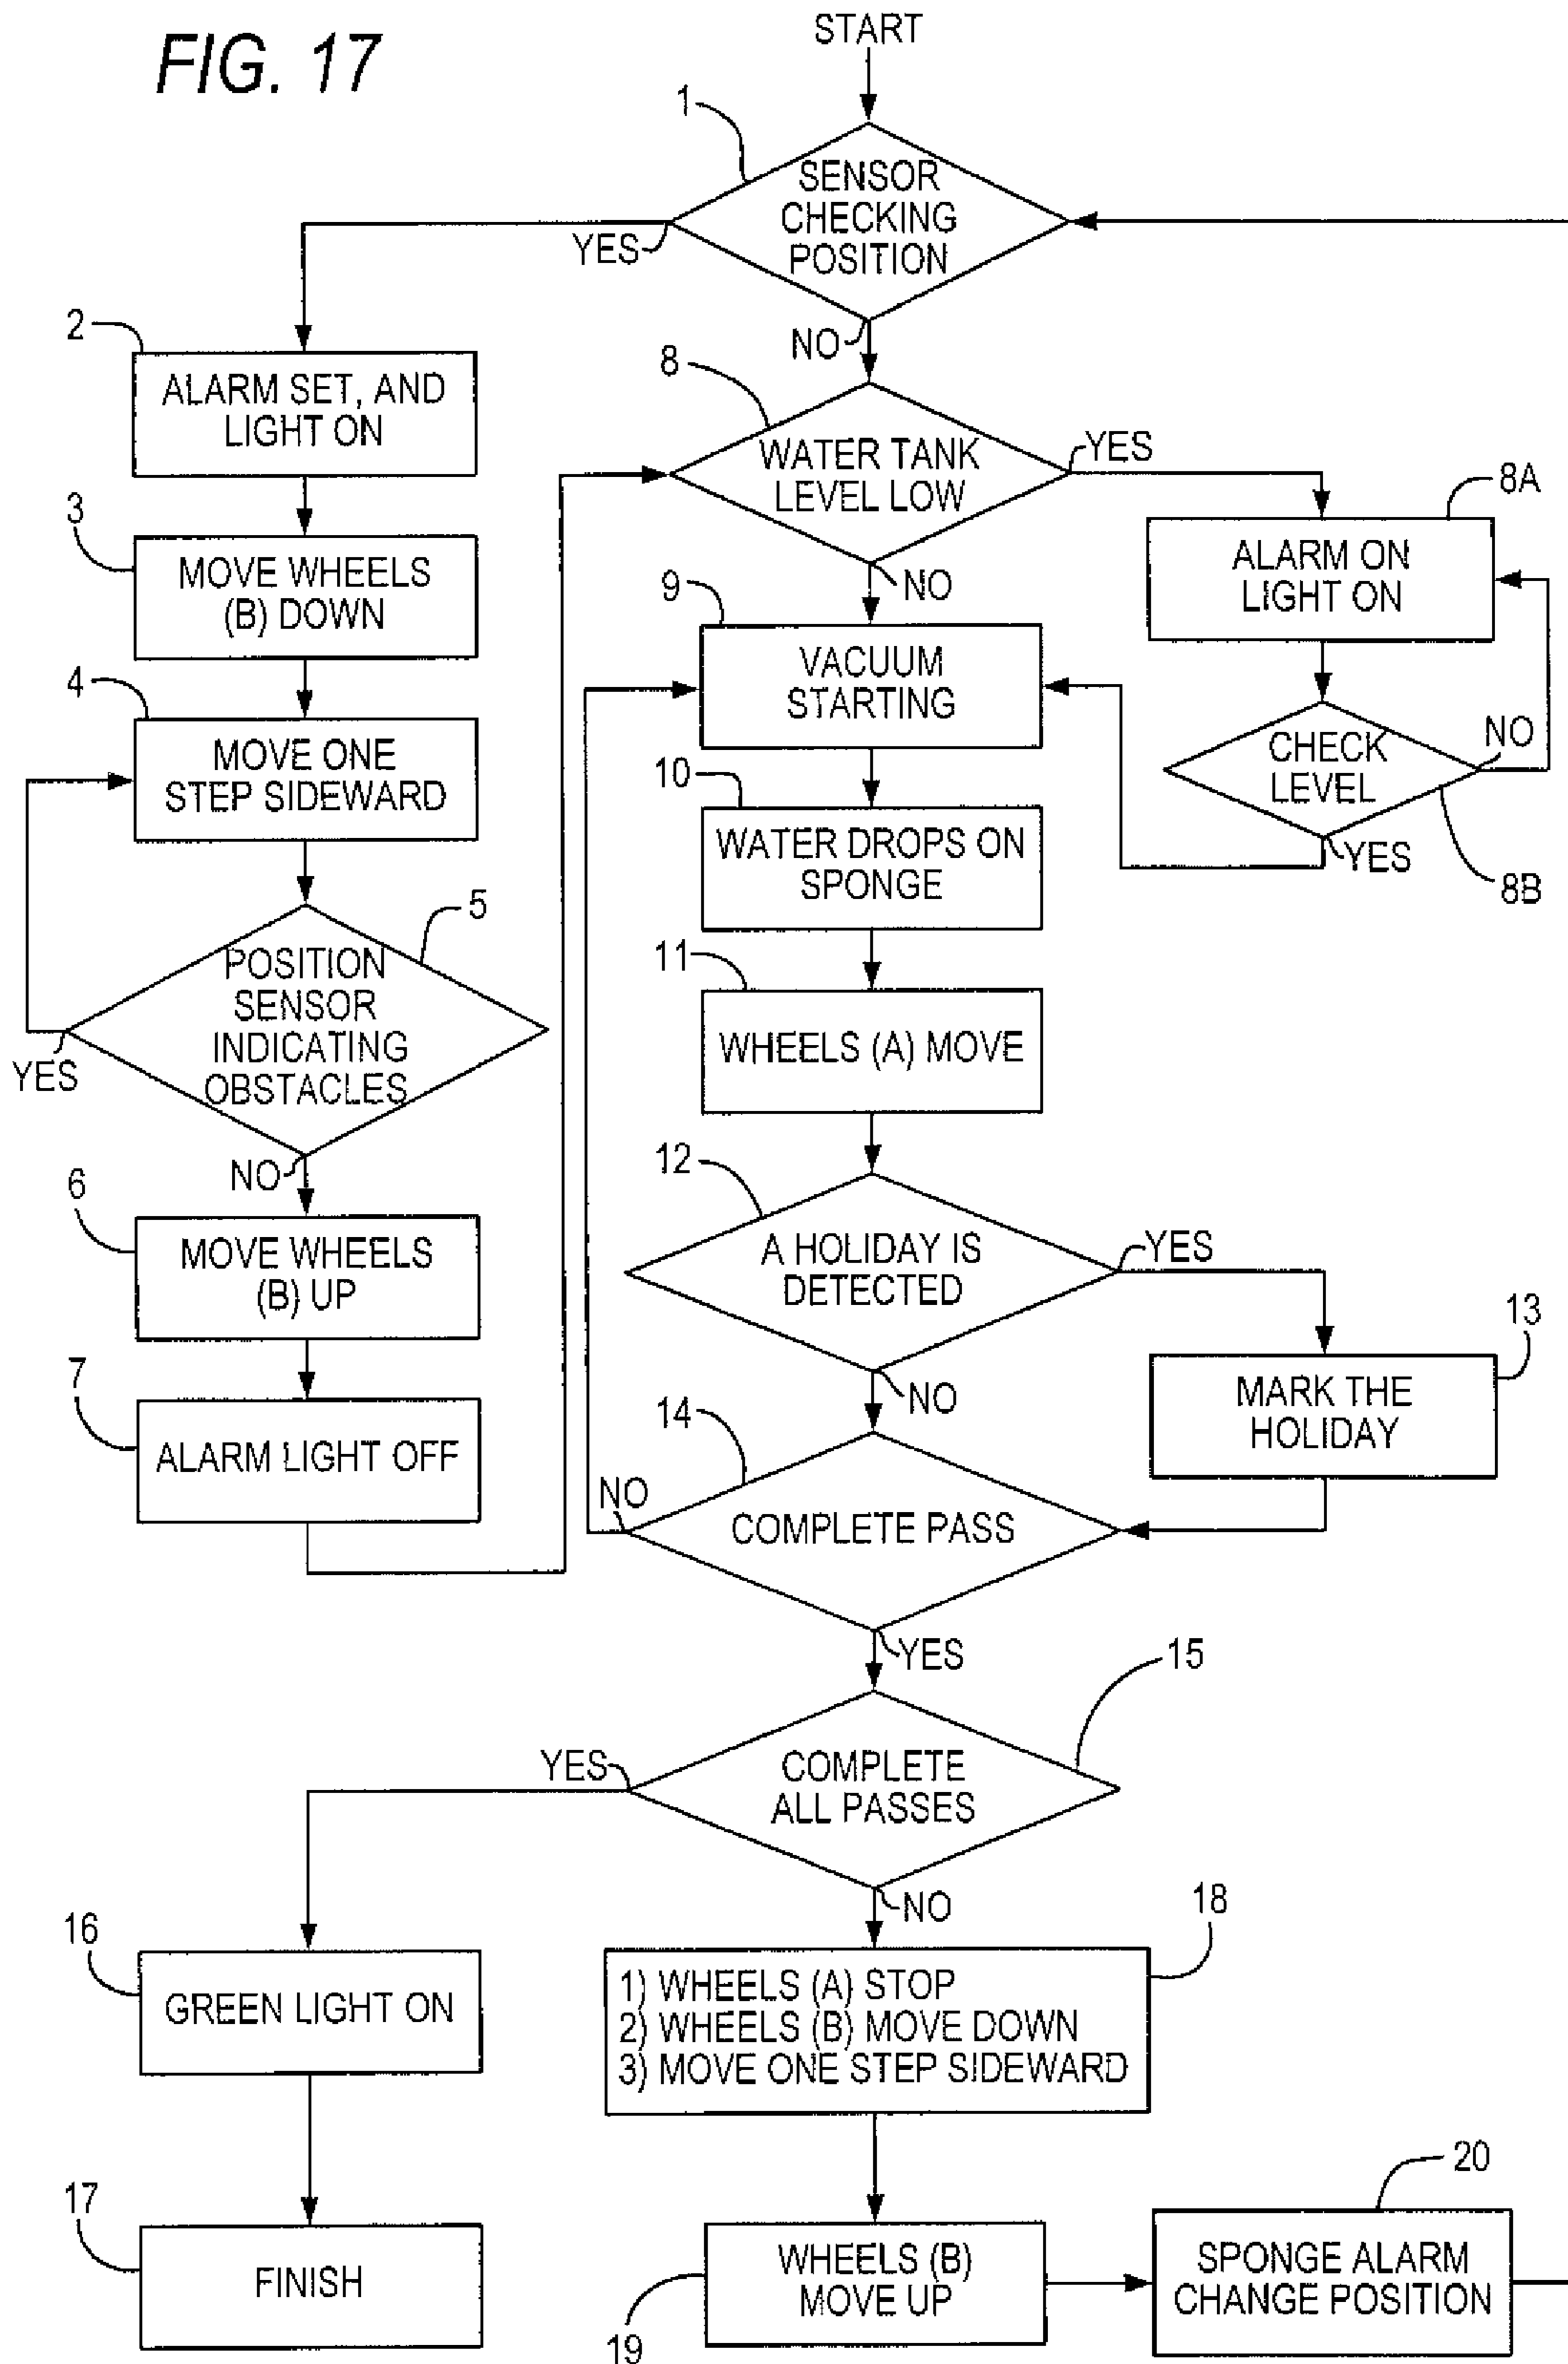 FIG. 17
START
1
SENSOR
CHECKING
POSITION
YES
NO
2
ALARM SET, AND
LIGHT ON
3
MOVE WHEELS
(B) DOWN
4
MOVE ONE
STEP SIDEWARD
5
POSITION
SENSOR
INDICATING
OBSTACLES
YES
NO
6
MOVE WHEELS
(B) UP
7
ALARM LIGHT OFF
8
WATER TANK
LEVEL LOW
YES
NO
8A
ALARM ON
LIGHT ON
CHECK
LEVEL
NO
YES
8B
9
VACUUM
STARTING
10
WATER DROPS ON
SPONGE
11
WHEELS (A) MOVE
12
A HOLIDAY IS
DETECTED
YES
NO
13
MARK THE
HOLIDAY
14
COMPLETE PASS
NO
YES
15
COMPLETE
ALL PASSES
YES
NO
16
GREEN LIGHT ON
17
FINISH
18
1) WHEELS (A) STOP
2) WHEELS (B) MOVE DOWN
3) MOVE ONE STEP SIDEWARD
19
WHEELS (B)
MOVE UP
20
SPONGE ALARM
CHANGE POSITION